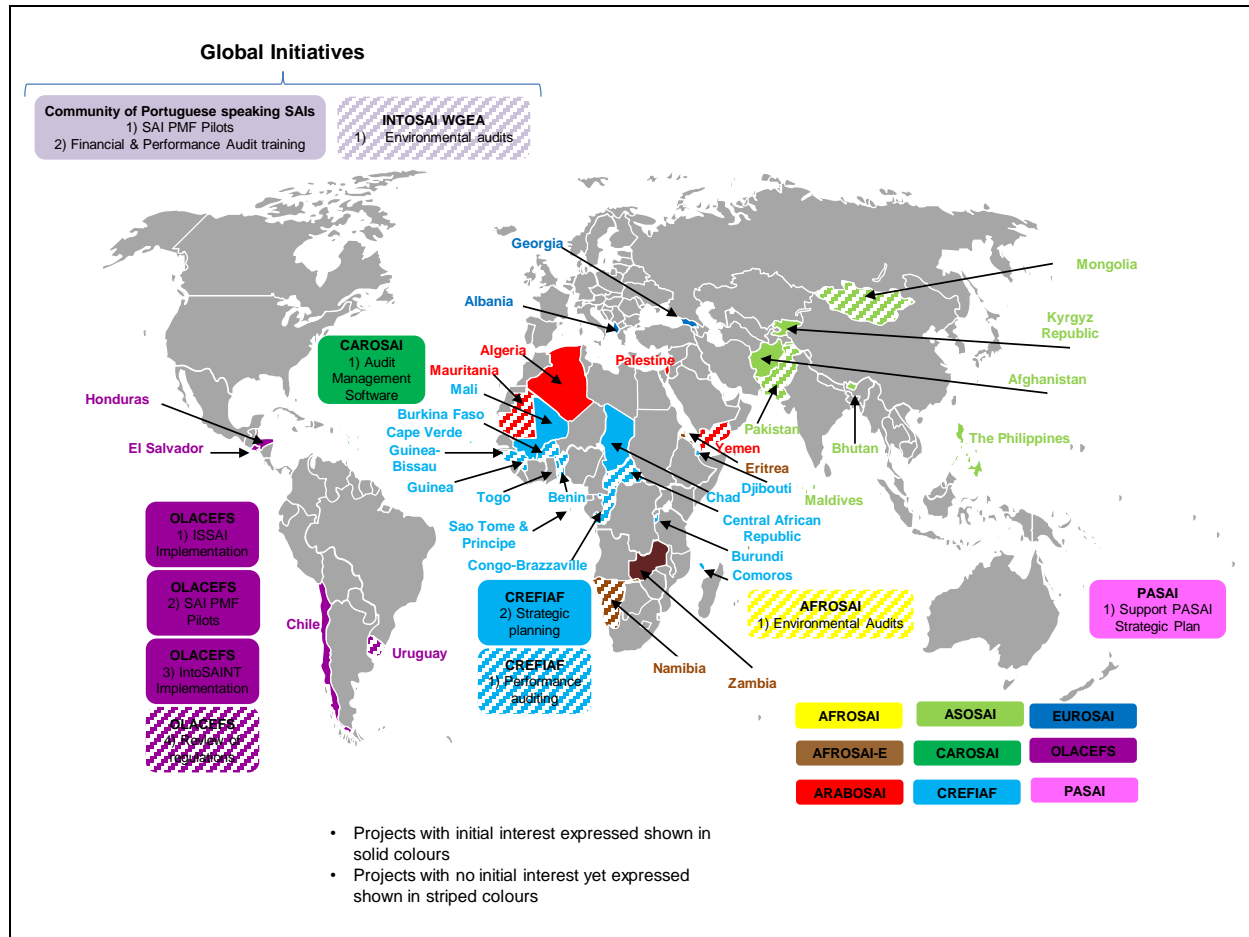 Global Initiatives
Community of Portuguese speaking SAIs
1) SAI PMF Pilots
2) Financial & Performance Audit training
INTOSAI WGEA
1) Environmental audits
Georgia
Mongolia
Albania
Kyrgyz
Republic
CAROSAI
1) Audit
Management
Software
Algeria
Palestine
Mauritania
Afghanistan
Honduras
Mali
Burkina Faso
Cape Verde
El Salvador
Guinea-
Bissau
Pakistan
Bhutan
The Philippines
Yemen
Eritrea
Guinea
Djibouti
Togo
Benin
Chad
Maldives
Sao Tome &
Principe
Central African
Republic
Congo-Brazzaville
Burundi
Comoros
OLACEFS
1) ISSAI
Implementation
OLACEFS
2) SAI PMF
Pilots
OLACEFS
3) IntoSAINT
Implementation
OLACEFS
4) Review of
regulations
Chile
Uruguay
CREFIAF
2) Strategic
planning
CREFIAF
1) Performance
auditing
AFROSAI
1) Environmental Audits
PASAI
1) Support PASAI
Strategic Plan
Namibia
Zambia
AFROSAI
ASOSAI
EUROSAI
AFROSAI-E
CAROSAI
OLACEFS
ARABOSAI
CREFIAF
PASAI
• Projects with initial interest expressed shown in
solid colours
• Projects with no initial interest yet expressed
shown in striped colours